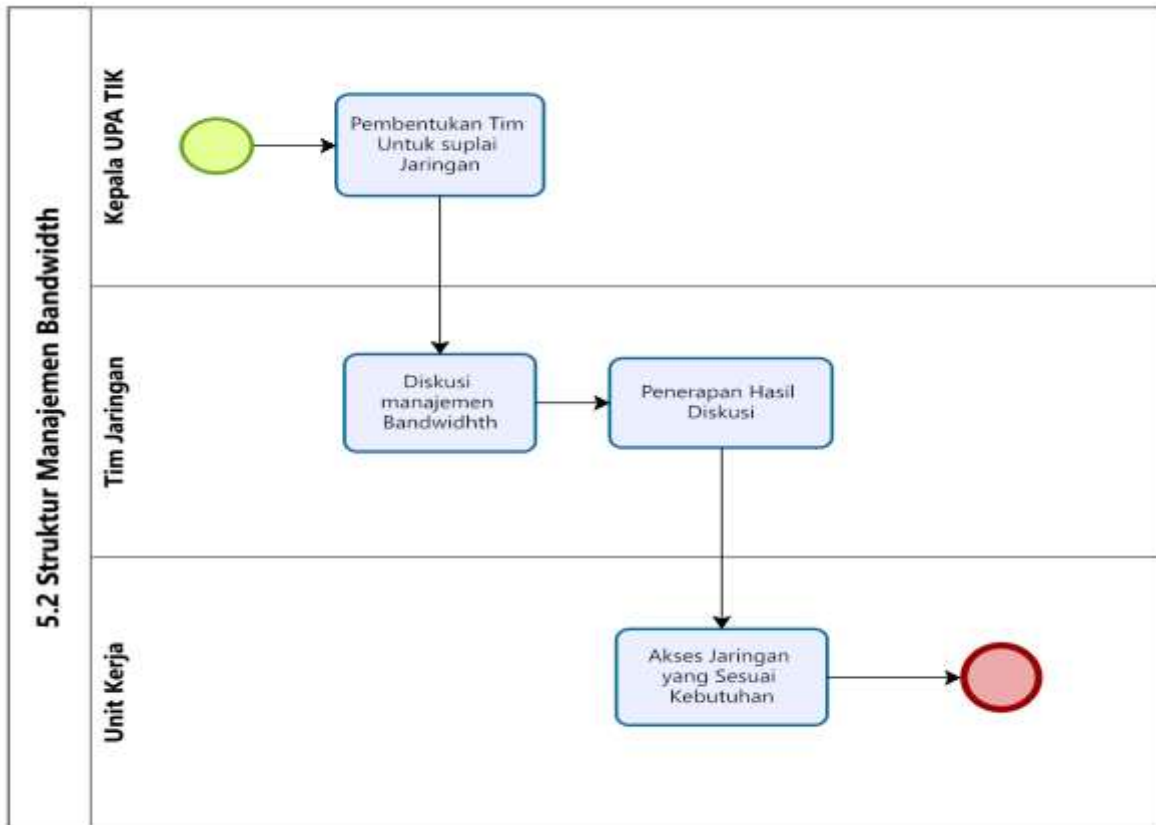 5.2 Struktur Manajemen Bandwidth
Kepala UPA TIK
Pembentukan Tim
Untuk suplai
Jaringan
Tim Jaringan
Diskusi
manajemen
Bandwidhth
Penerapan Hasil
Diskusi
Unit Kerja
Akses Jaringan
yang Sesuai
Kebutuhan